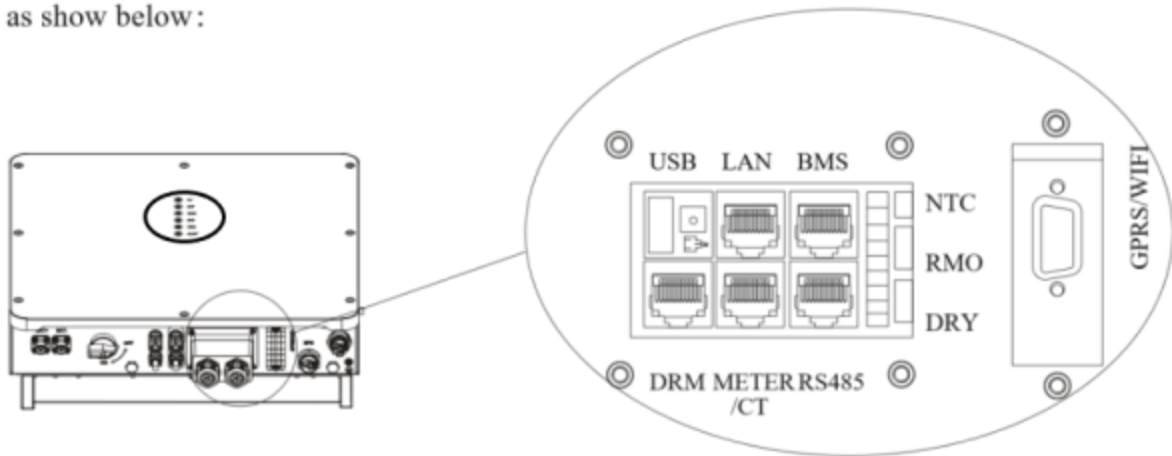 as show below:
USB LAN BMS
NTC
RMO
DRY
DRM METER RS485
/CT
GPRS/WIFI